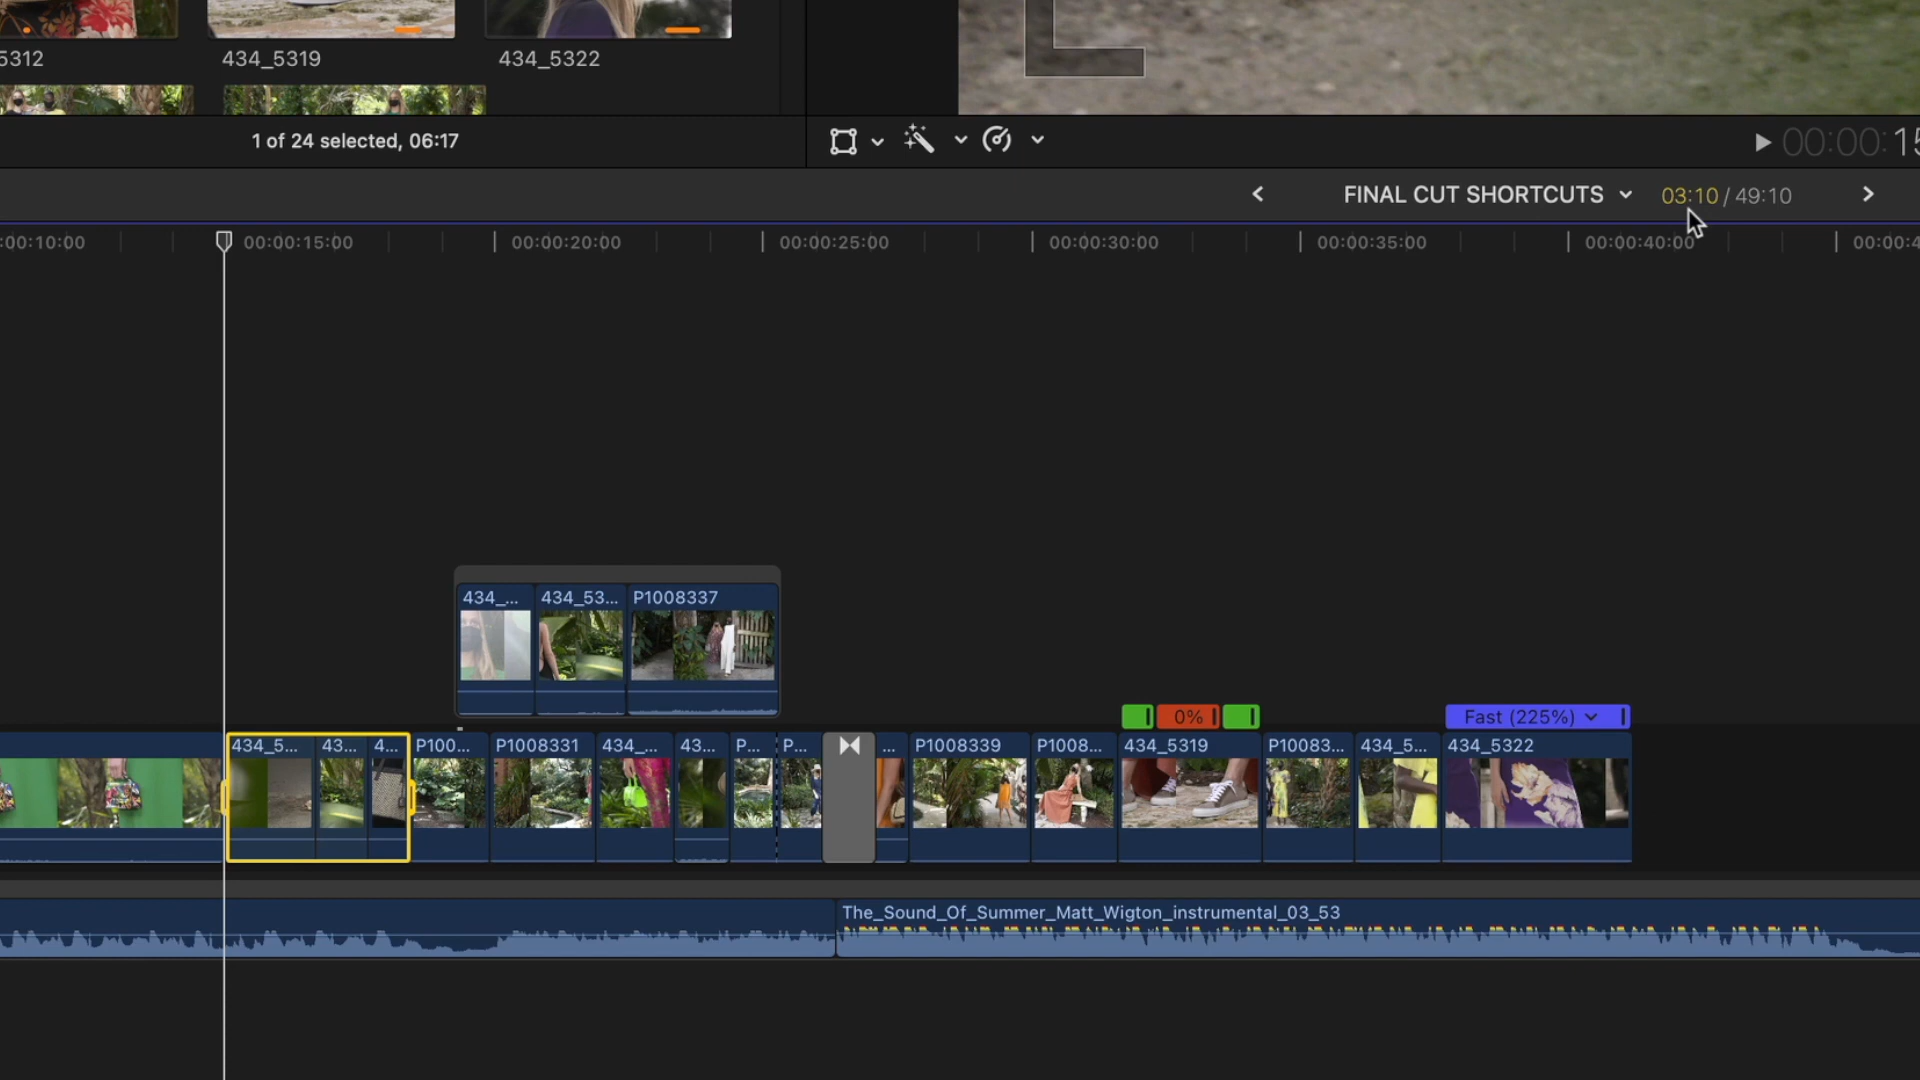 5312
434_5319
434_5322
1 of 24 selected, 06:17
00:00:15
FINAL CUT SHORTCUTS
03:10 / 49:10
:00:10:00
00:00:15:00
00:00:20:00
00:00:25:00
00:00:30:00
00:00:35:00
00:00:40:00
00:00:4
434_...
434_53...
P1008337
0%
Fast (225%)
434_5...
43...
4...
P100...
P1008331
434_...
43...
P...
P...
...
P1008339
P1008...
434_5319
P10083...
434_5...
434_5322
The_Sound_Of_Summer_Matt_Wigton_instrumental_03_53